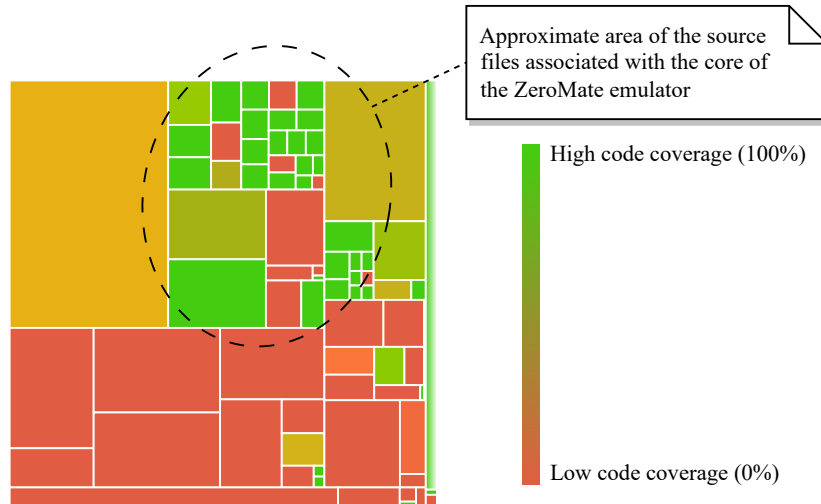 Approximate area of the source
files associated with the core of
the ZeroMate emulator
High code coverage (100%)
Low code coverage (0%)